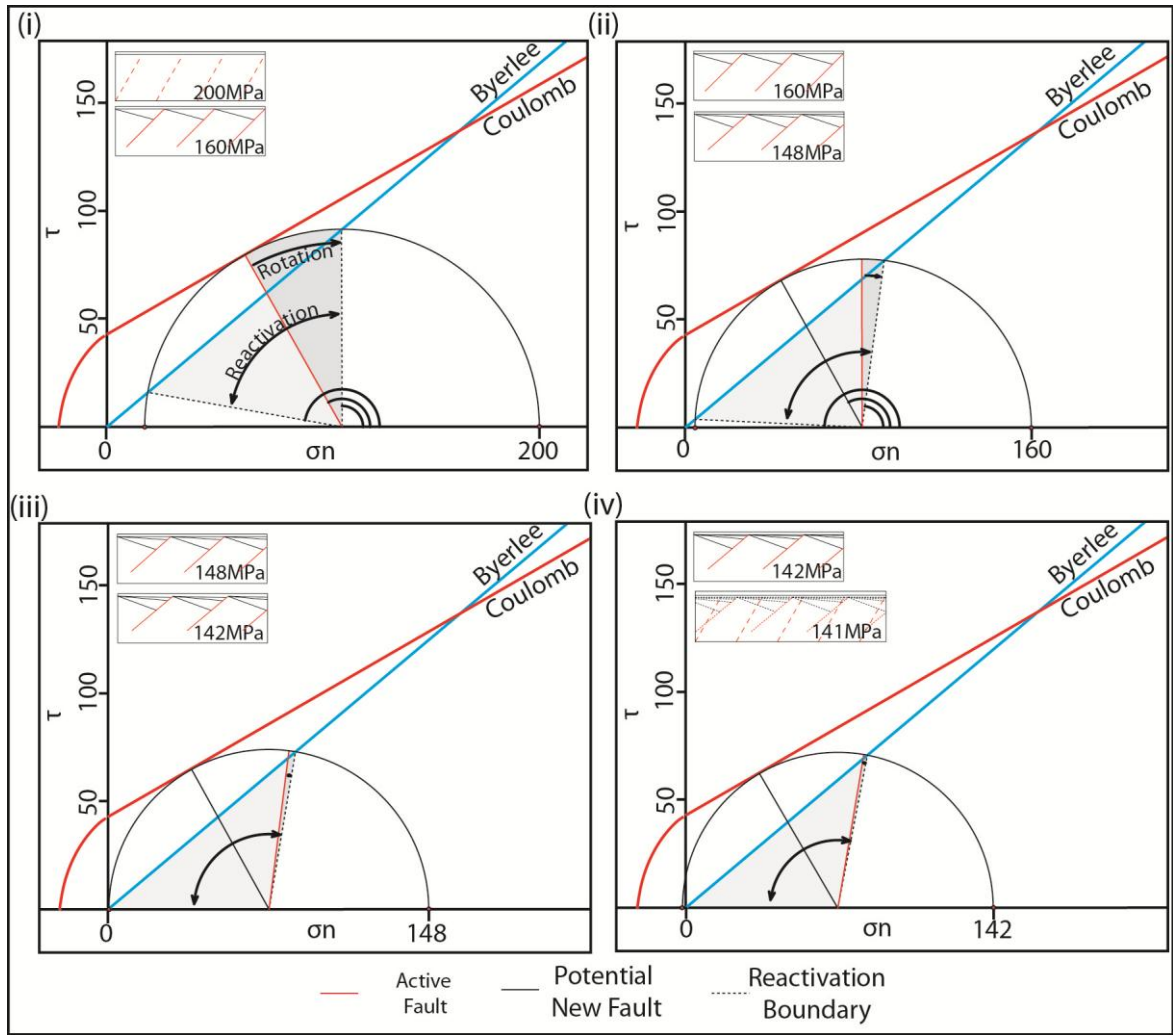 (i)
200MPa
160MPa
Byerlee
Coulomb
150
100
50
τ
Rotation
Reactivation
0
σn
200
(ii)
160MPa
148MPa
Byerlee
Coulomb
150
100
50
τ
0
σn
160
(iii)
148MPa
142MPa
Byerlee
Coulomb
150
100
50
τ
0
σn
148
(iv)
142MPa
141MPa
Byerlee
Coulomb
150
100
50
τ
0
σn
142
Active
Fault
Potential
New Fault
Reactivation
Boundary